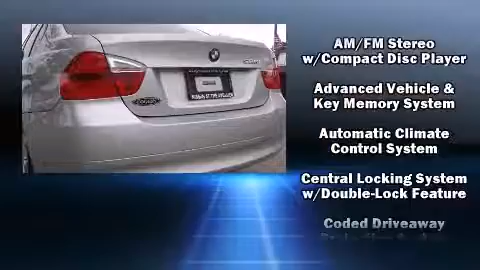 AM/FM Stereo
w/Compact Disc Player
Advanced Vehicle &
Key Memory System
Automatic Climate
Control System
Central Locking System
w/Double-Lock Feature
Coded Driveaway